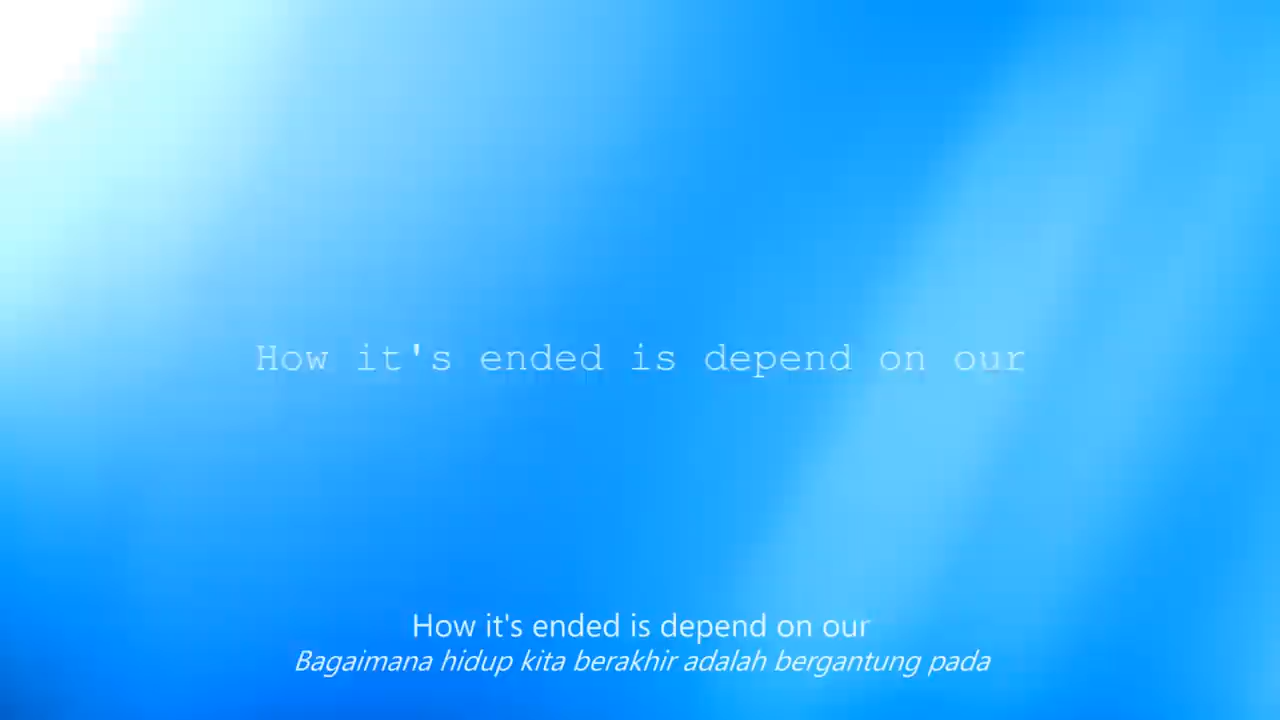 How it's ended is depend on our
How it's ended is depend on our
Bagaimana hidup kita berakhir adalah bergantung pada